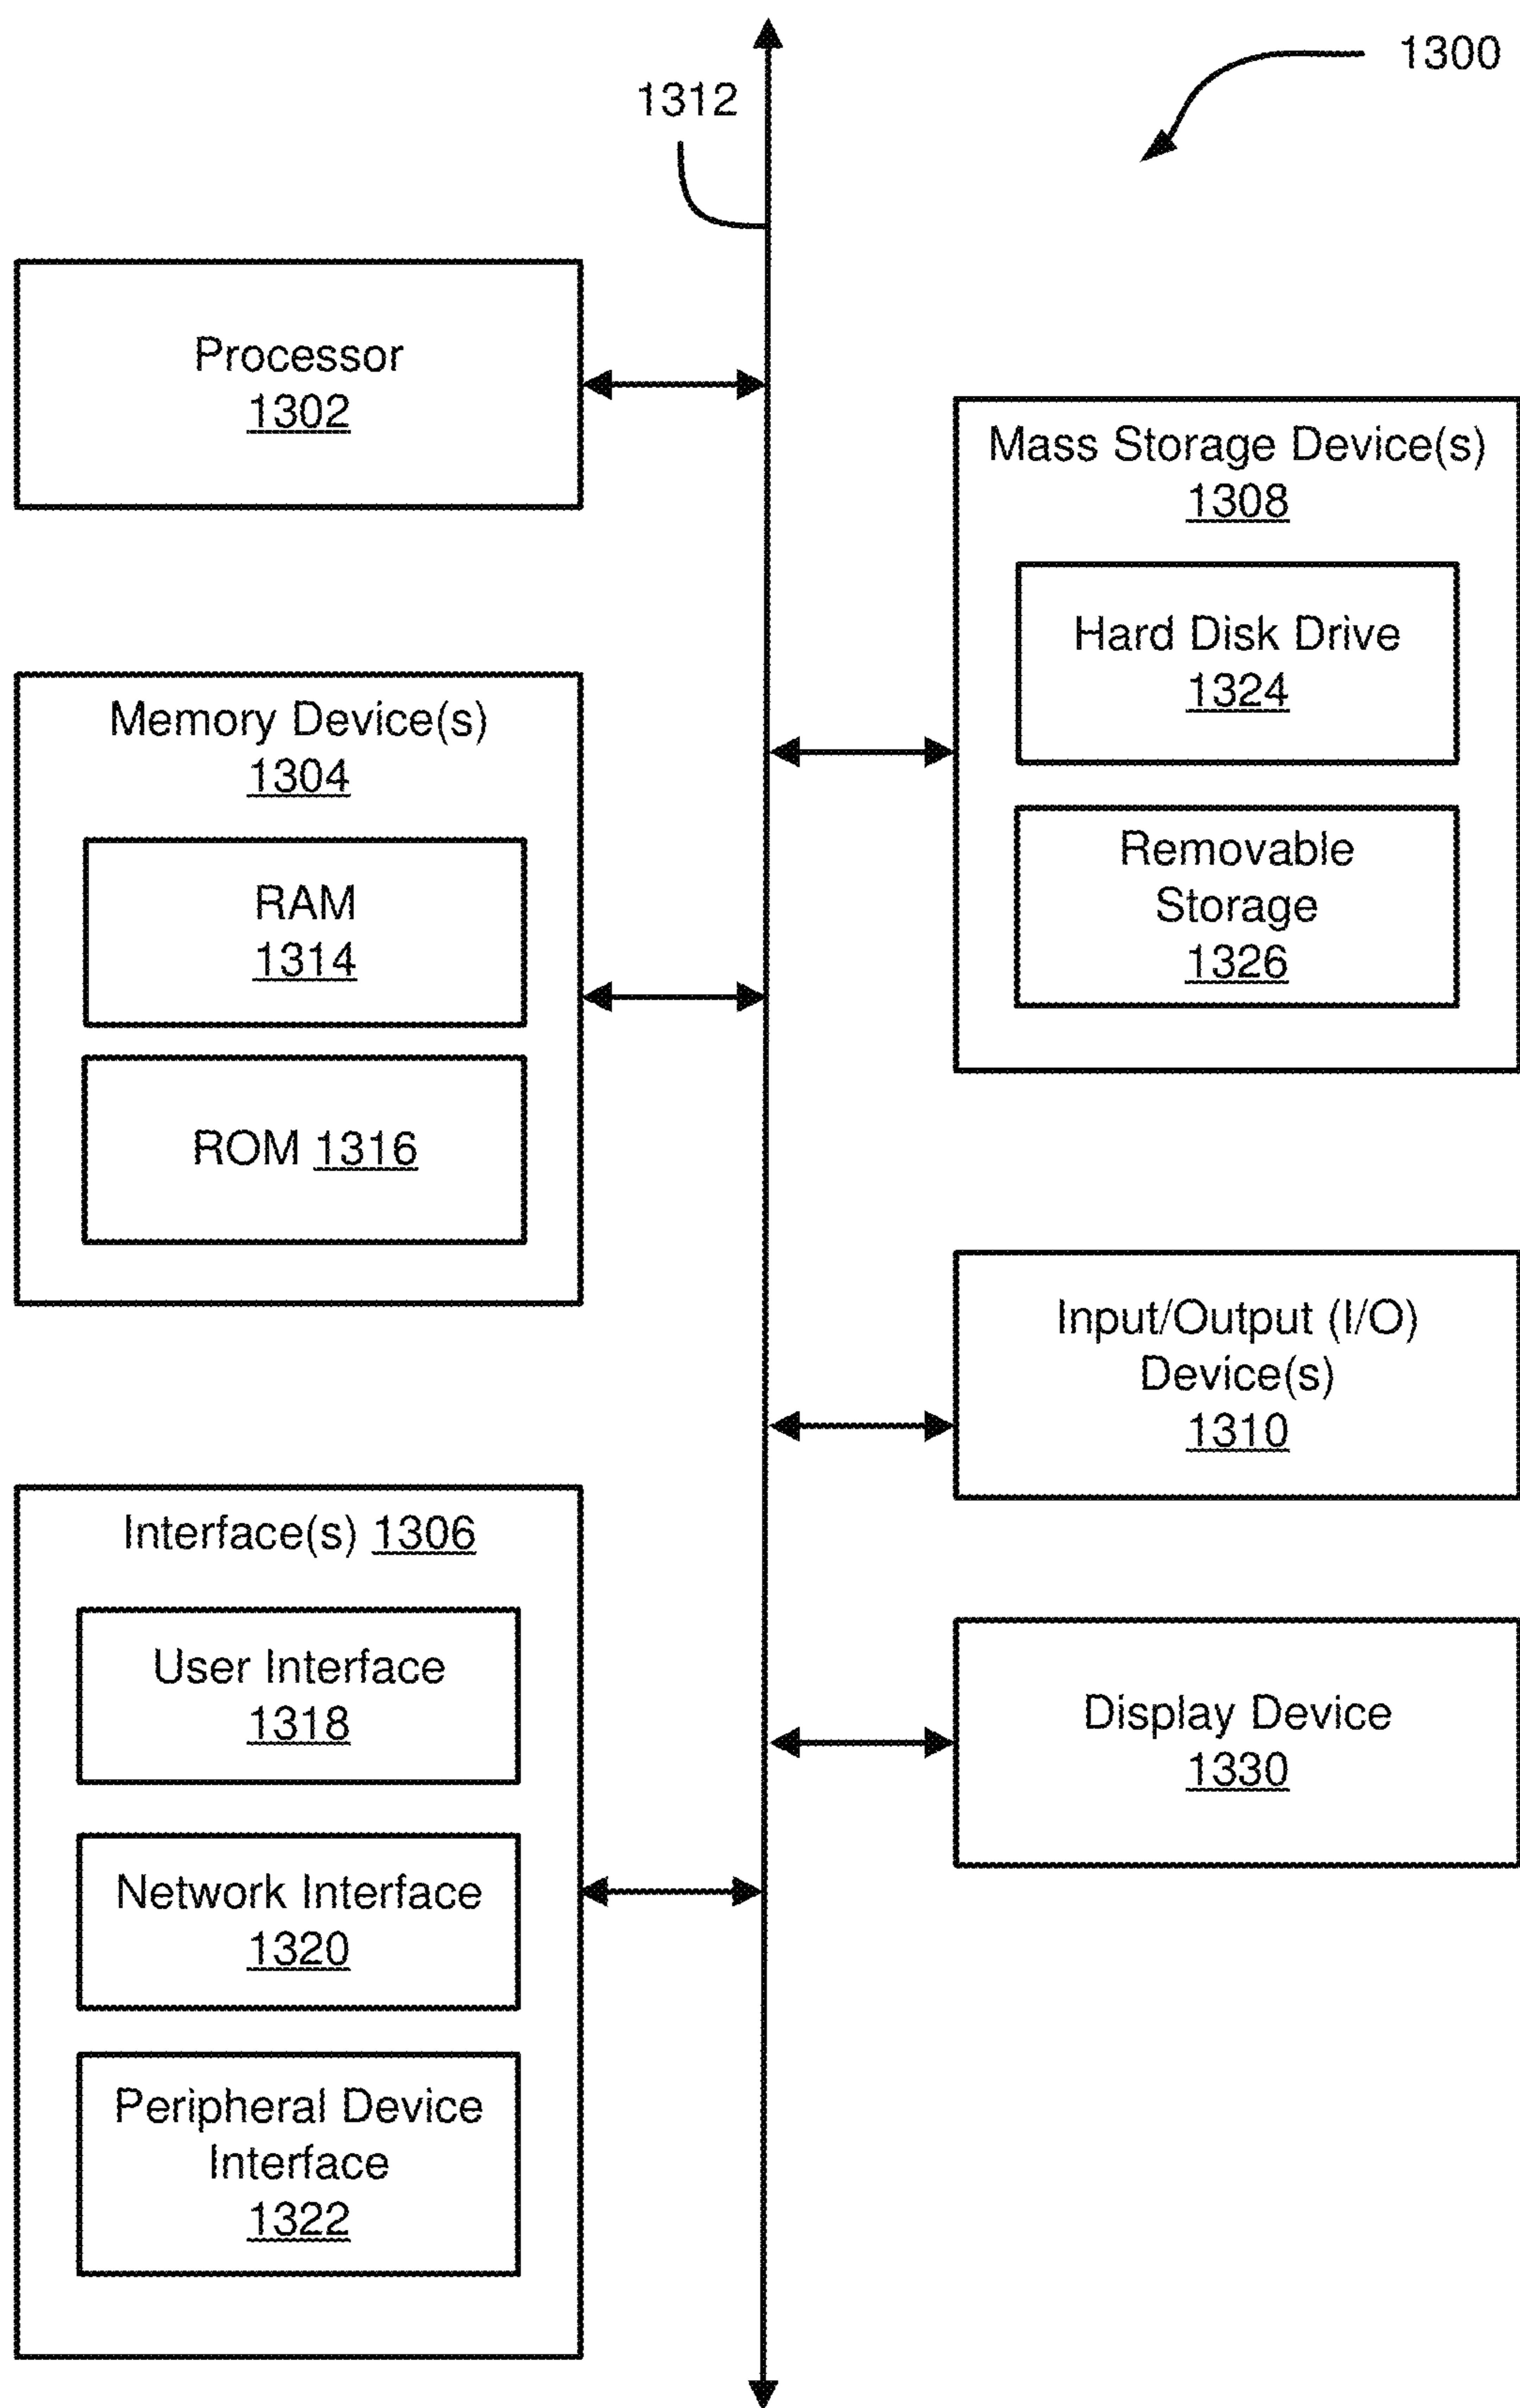 1300
1312
Processor
1302
Mass Storage Device(s)
1308
Hard Disk Drive
1324
Removable
Storage
1326
Memory Device(s)
1304
RAM
1314
ROM 1316
Input/Output (I/O)
Device(s)
1310
Interface(s) 1306
User Interface
1318
Network Interface
1320
Peripheral Device
Interface
1322
Display Device
1330